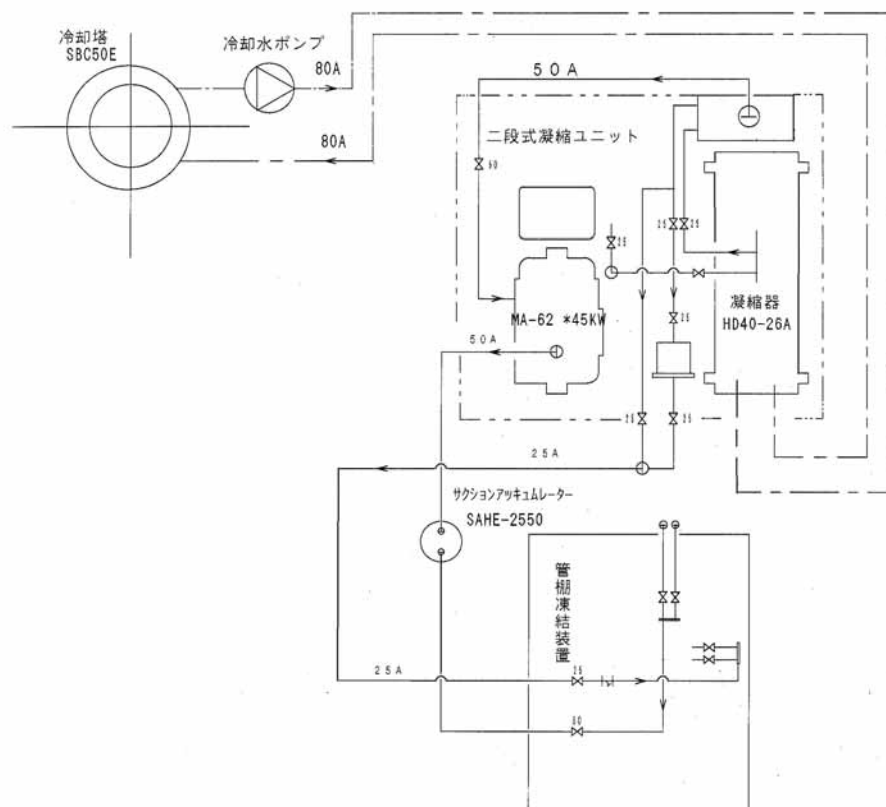 冷却塔
SBC50E
冷却水ポンプ
80A
80A
50A
二段式凝縮ユニット
50
25
25
25
凝縮器
HD40-26A
MA-62 *45KW
25
50A
25
25
25A
サクションアッキュムレーター
SAHE-2550
管棚凍結装置
25A
25
50